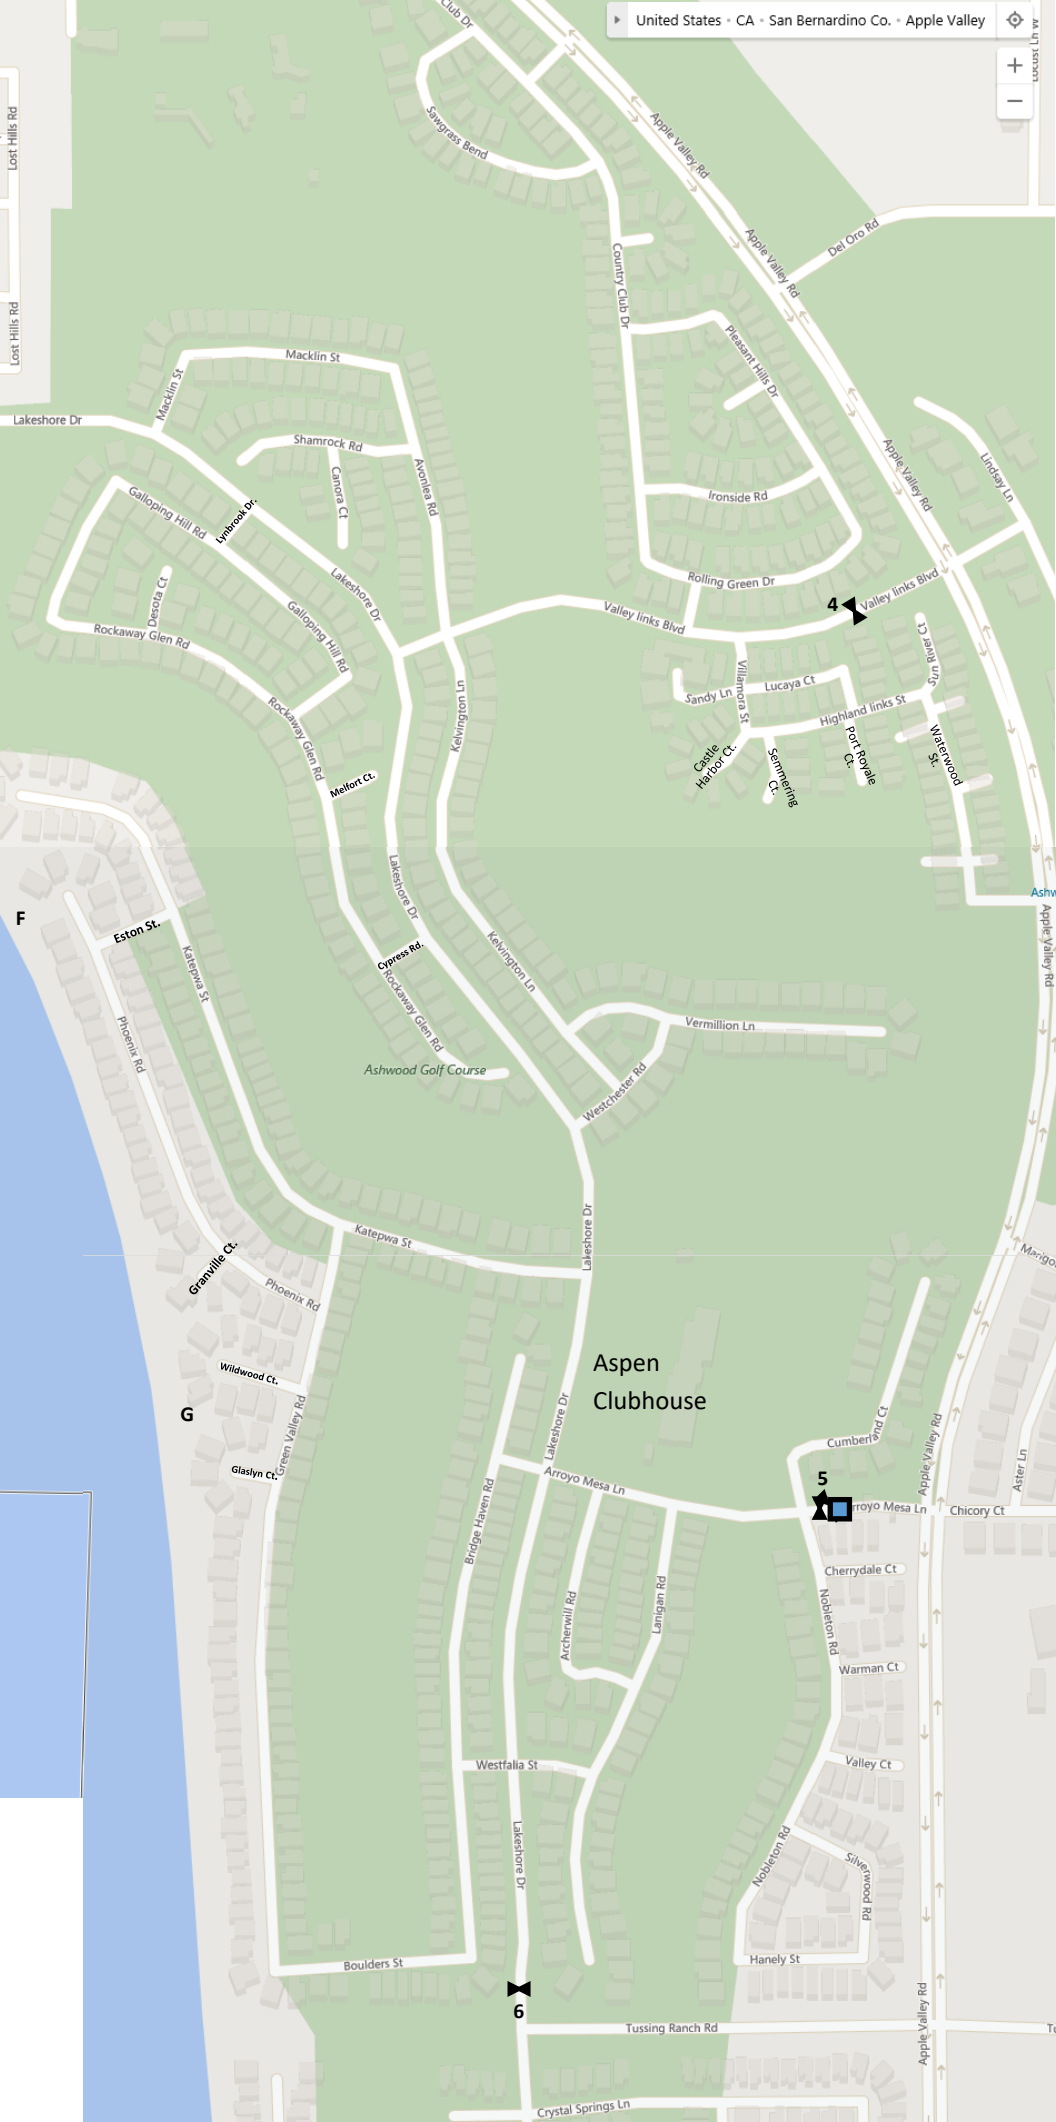 Club Dr
United States • CA • San Bernardino Co. • Apple Valley
Locust Ln W
Lost Hills Rd
Sawgrass Bend
Apple Valley Rd
Del Oro Rd
Apple Valley Rd
Country Club Dr
Lost Hills Rd
Macklin St
Pleasant Hills Dr
Macklin St
Lakeshore Dr
Shamrock Rd
Canora Ct
Avonlea Rd
Apple Valley Rd
Lindsay Ln
Ironside Rd
Galloping Hill Rd
Lynbrook Dr.
Lakeshore Dr
Rolling Green Dr
Valley links Blvd
4
Desota Ct
Galloping Hill Rd
Valley links Blvd
Rockaway Glen Rd
Sun River Ct
Villamora St
Lucaya Ct
Sandy Ln
Kelvington Ln
Highland links St
Rockaway Glen Rd
Castle
Harbor Ct.
Semmering
Ct.
Port Royale
Ct.
Waterwood
St.
Melfort Ct.
Lakeshore Dr
Ashw
F
Eston St.
Cypress Rd.
Kelvington Ln
Apple Valley Rd
Katepwa St
Rockaway Glen Rd
Phoenix Rd
Vermillion Ln
Ashwood Golf Course
Westchester Rd
Katepwa St
Lakeshore Dr
Granville Ct.
Marigo
Phoenix Rd
Wildwood Ct.
Aspen
Clubhouse
G
Green Valley Rd
Lakeshore Dr
Cumberland Ct
Apple Valley Rd
Aster Ln
Glaslyn Ct.
Arroyo Mesa Ln
5
rroyo Mesa Ln
Chicory Ct
Bridge Haven Rd
Archerwill Rd
Lanigan Rd
Cherrydale Ct
Nobleton Rd
Warman Ct
Westfalia St
Valley Ct
Lakeshore Dr
Nobleton Rd
Silverwood Rd
Boulders St
Hanely St
6
Tussing Ranch Rd
Tu
Apple Valley Rd
Crystal Springs Ln